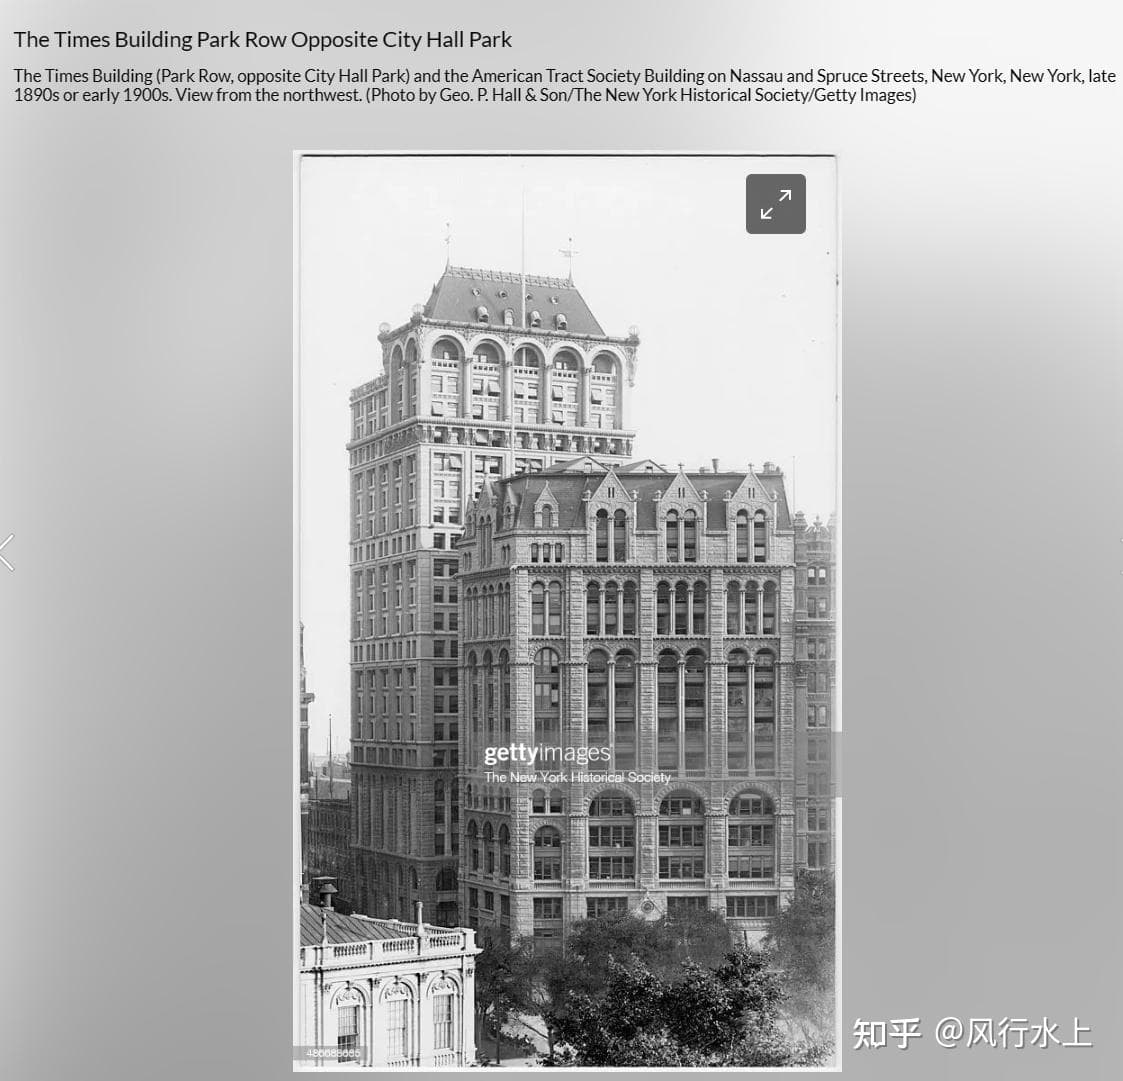 The Times Building Park Row Opposite City Hall Park
The Times Building (Park Row, opposite City Hall Park) and the American Tract Society Building on Nassau and Spruce Streets, New York, New York, late
1890s or early 1900s. View from the northwest. (Photo by Geo. P. Hall & Son/The New York Historical Society/Getty Images)
gettyimages
The New York Historical Society
486688685
知乎 @风行水上